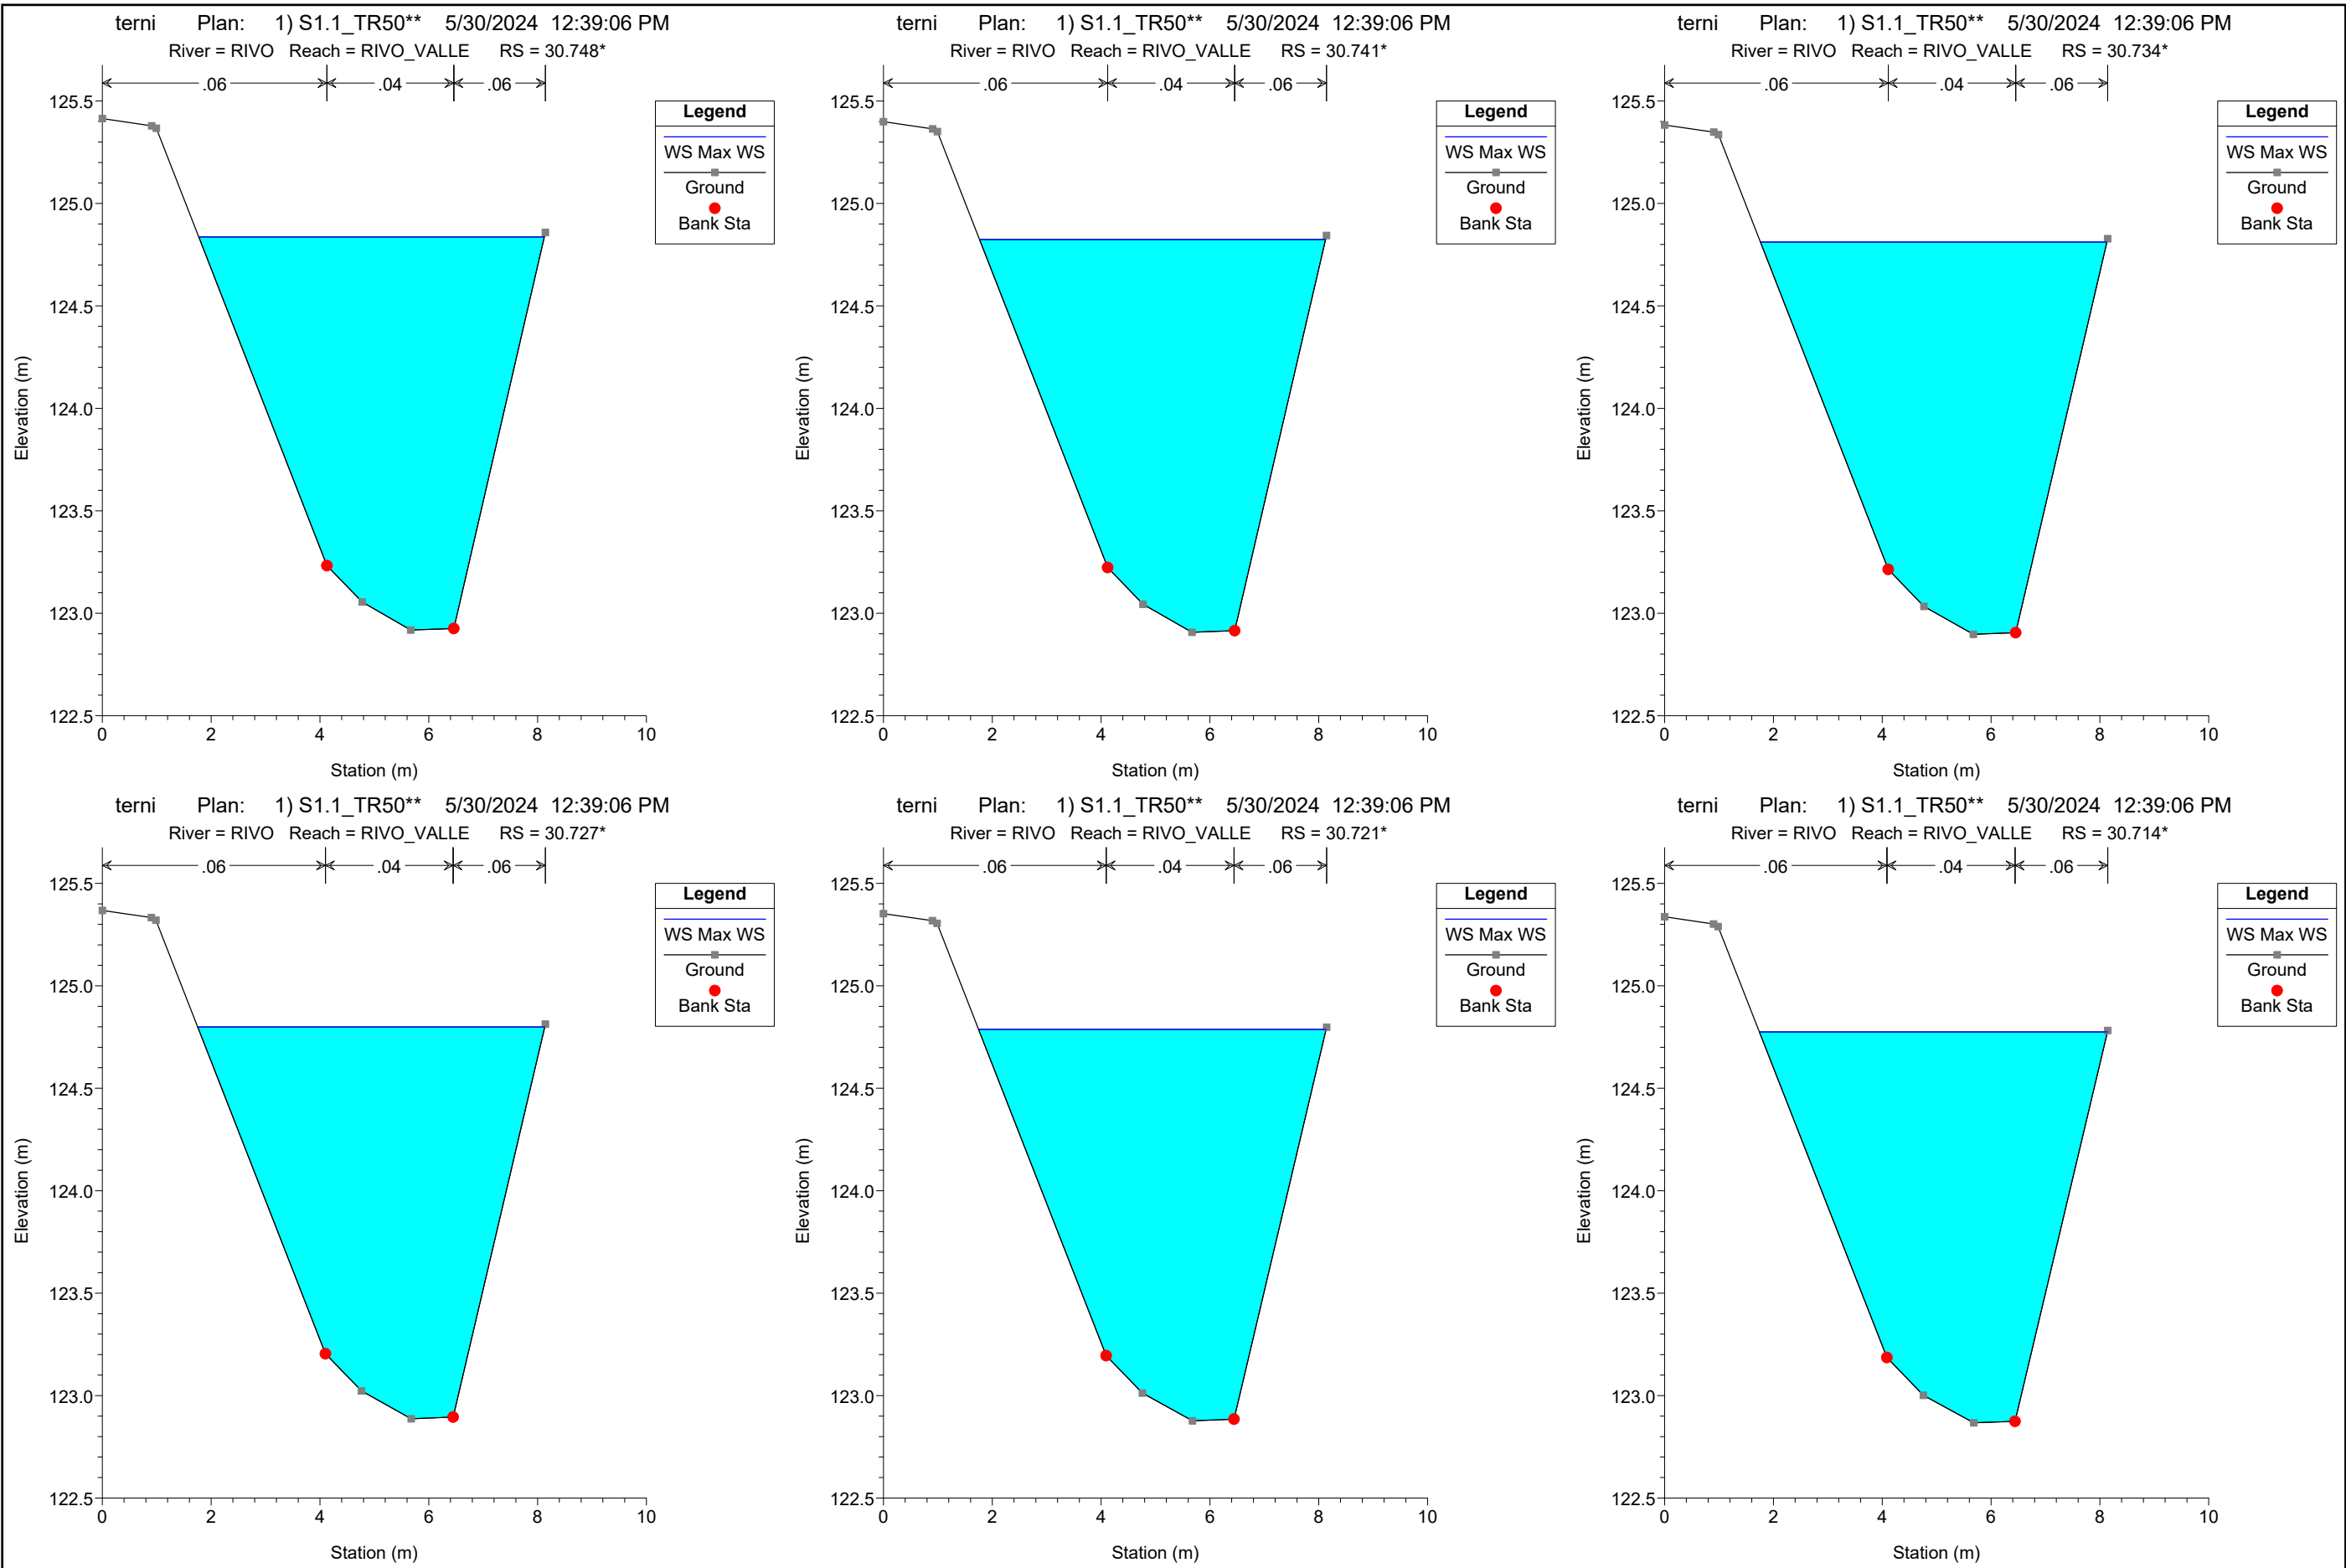 terni Plan: 1) S1.1_TR50** 5/30/2024 12:39:06 PM
River = RIVO Reach = RIVO_VALLE RS = 30.748*
.06 .04 .06
125.5
125.0
124.5
124.0
123.5
123.0
122.5
Elevation (m)
0 2 4 6 8 10
Station (m)
Legend
WS Max WS
Ground
Bank Sta
terni Plan: 1) S1.1_TR50** 5/30/2024 12:39:06 PM
River = RIVO Reach = RIVO_VALLE RS = 30.741*
.06 .04 .06
125.5
125.0
124.5
124.0
123.5
123.0
122.5
Elevation (m)
0 2 4 6 8 10
Station (m)
Legend
WS Max WS
Ground
Bank Sta
terni Plan: 1) S1.1_TR50** 5/30/2024 12:39:06 PM
River = RIVO Reach = RIVO_VALLE RS = 30.734*
.06 .04 .06
125.5
125.0
124.5
124.0
123.5
123.0
122.5
Elevation (m)
0 2 4 6 8 10
Station (m)
Legend
WS Max WS
Ground
Bank Sta
terni Plan: 1) S1.1_TR50** 5/30/2024 12:39:06 PM
River = RIVO Reach = RIVO_VALLE RS = 30.727*
.06 .04 .06
125.5
125.0
124.5
124.0
123.5
123.0
122.5
Elevation (m)
0 2 4 6 8 10
Station (m)
Legend
WS Max WS
Ground
Bank Sta
terni Plan: 1) S1.1_TR50** 5/30/2024 12:39:06 PM
River = RIVO Reach = RIVO_VALLE RS = 30.721*
.06 .04 .06
125.5
125.0
124.5
124.0
123.5
123.0
122.5
Elevation (m)
0 2 4 6 8 10
Station (m)
Legend
WS Max WS
Ground
Bank Sta
terni Plan: 1) S1.1_TR50** 5/30/2024 12:39:06 PM
River = RIVO Reach = RIVO_VALLE RS = 30.714*
.06 .04 .06
125.5
125.0
124.5
124.0
123.5
123.0
122.5
Elevation (m)
0 2 4 6 8 10
Station (m)
Legend
WS Max WS
Ground
Bank Sta